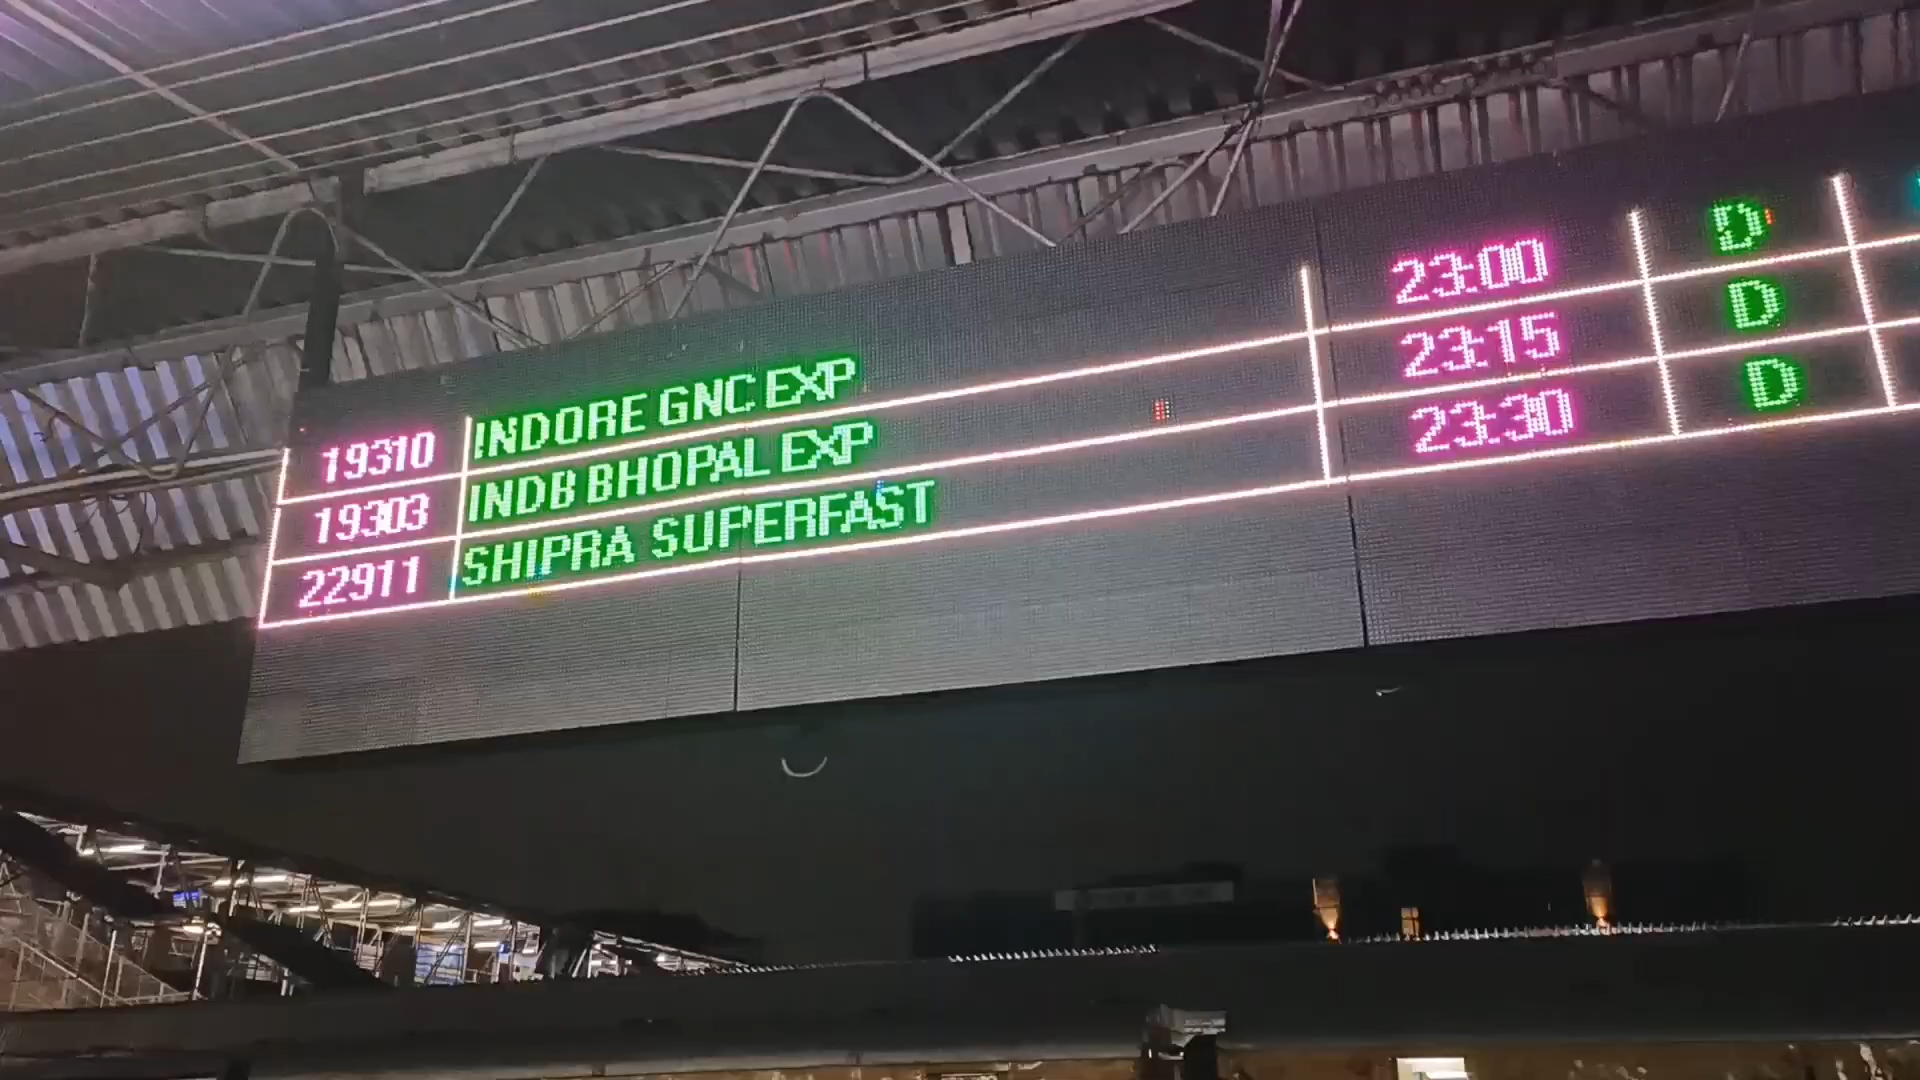 19310 INDORE GNC EXP 23:00 D
19303 INDB BHOPAL EXP 23:15 D
22911 SHIPRA SUPERFAST 23:30 D